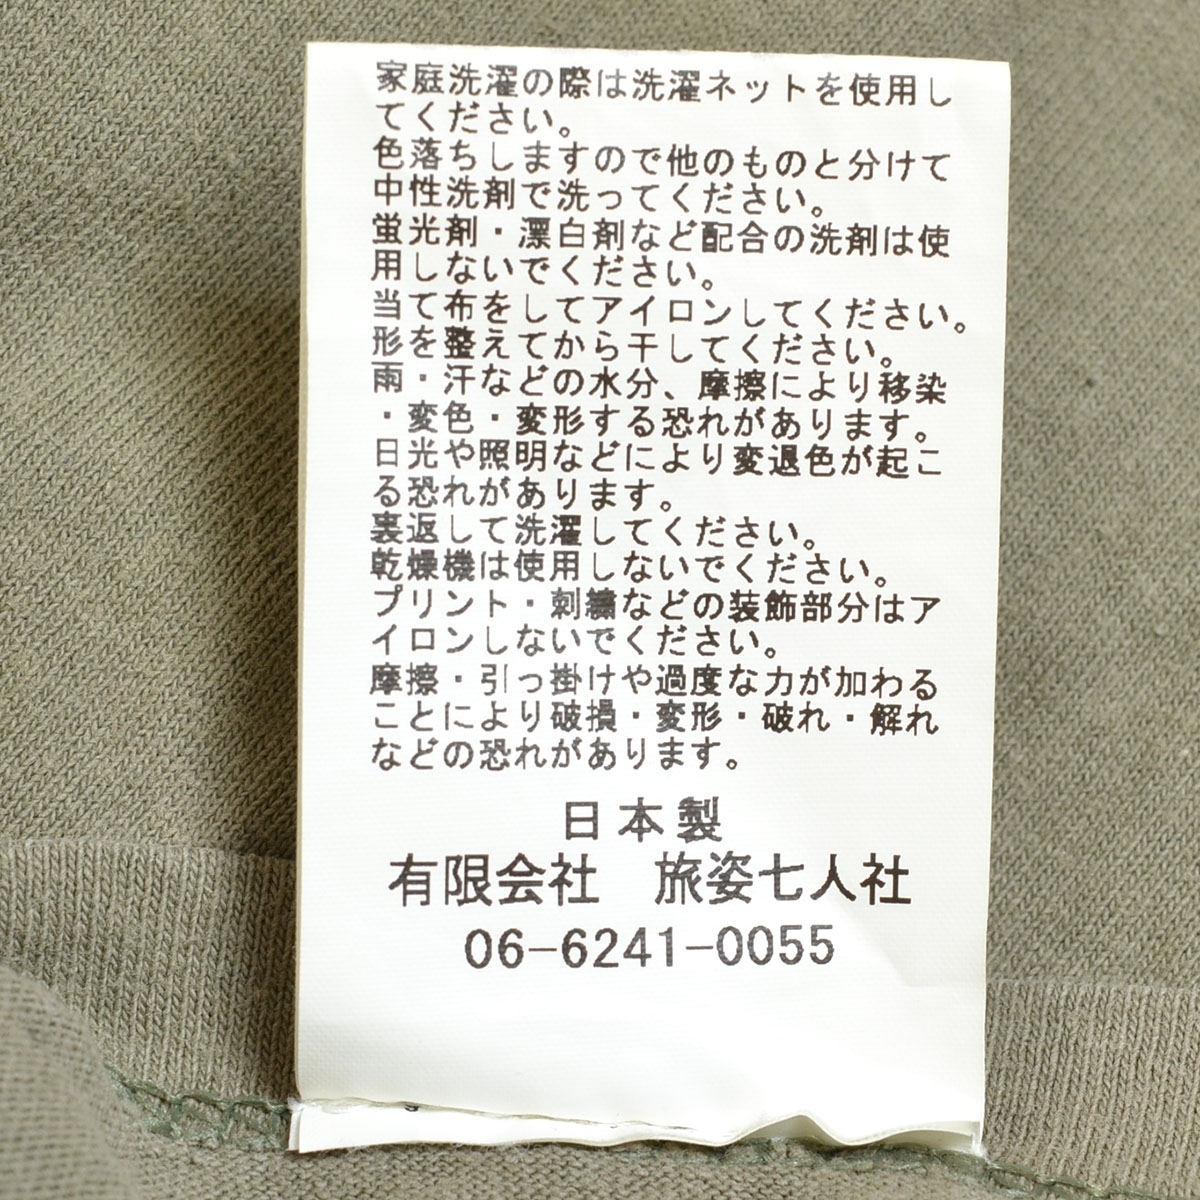 家庭洗濯の際は洗濯ネットを使用し
てください。
色落ちしますので他のものと分けて
中性洗剤で洗ってください。
蛍光剤・漂白剤など配合の洗剤は使
用しないでください。
当て布をしてアイロンしてください。
形を整えてから干してください。
雨・汗などの水分、摩擦により移染
・変色・変形する恐れがあります。
日光や照明などにより変退色が起こ
る恐れがあります。
裏返して洗濯してください。
乾燥機は使用しないでください。
プリント・刺繍などの装飾部分はア
イロンしないでください。
摩擦・引っ掛けや過度な力が加わる
ことにより破損・変形・破れ・解れ
などの恐れがあります。
日本製
有限会社　旅姿七人社
06-6241-0055